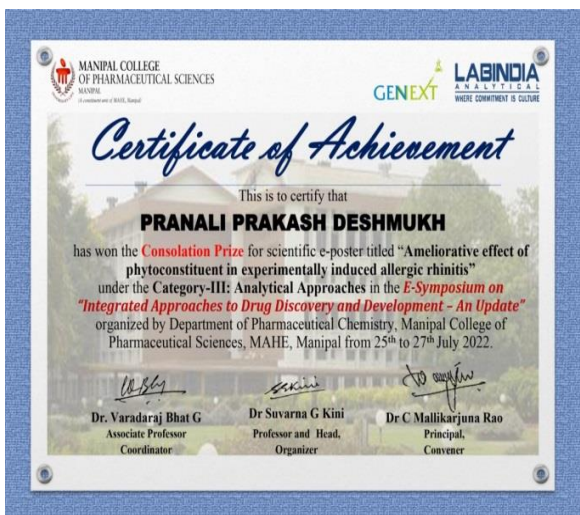 MANIPAL COLLEGE
OF PHARMACEUTICAL SCIENCES
MANIPAL
(A constituent unit of MAHE, Manipal)
GENEXT
LABINDIA
ANALYTICAL
WHERE COMMITMENT IS CULTURE
Certificate of Achievement
This is to certify that
PRANALI PRAKASH DESHMUKH
has won the Consolation Prize for scientific e-poster titled “Ameliorative effect of
phytoconstituent in experimentally induced allergic rhinitis”
under the Category-III: Analytical Approaches in the E-Symposium on
“Integrated Approaches to Drug Discovery and Development – An Update”
organized by Department of Pharmaceutical Chemistry, Manipal College of
Pharmaceutical Sciences, MAHE, Manipal from 25th to 27th July 2022.
Dr. Varadaraj Bhat G
Associate Professor
Coordinator
Dr Suvarna G Kini
Professor and Head,
Organizer
Dr C Mallikarjuna Rao
Principal,
Convener